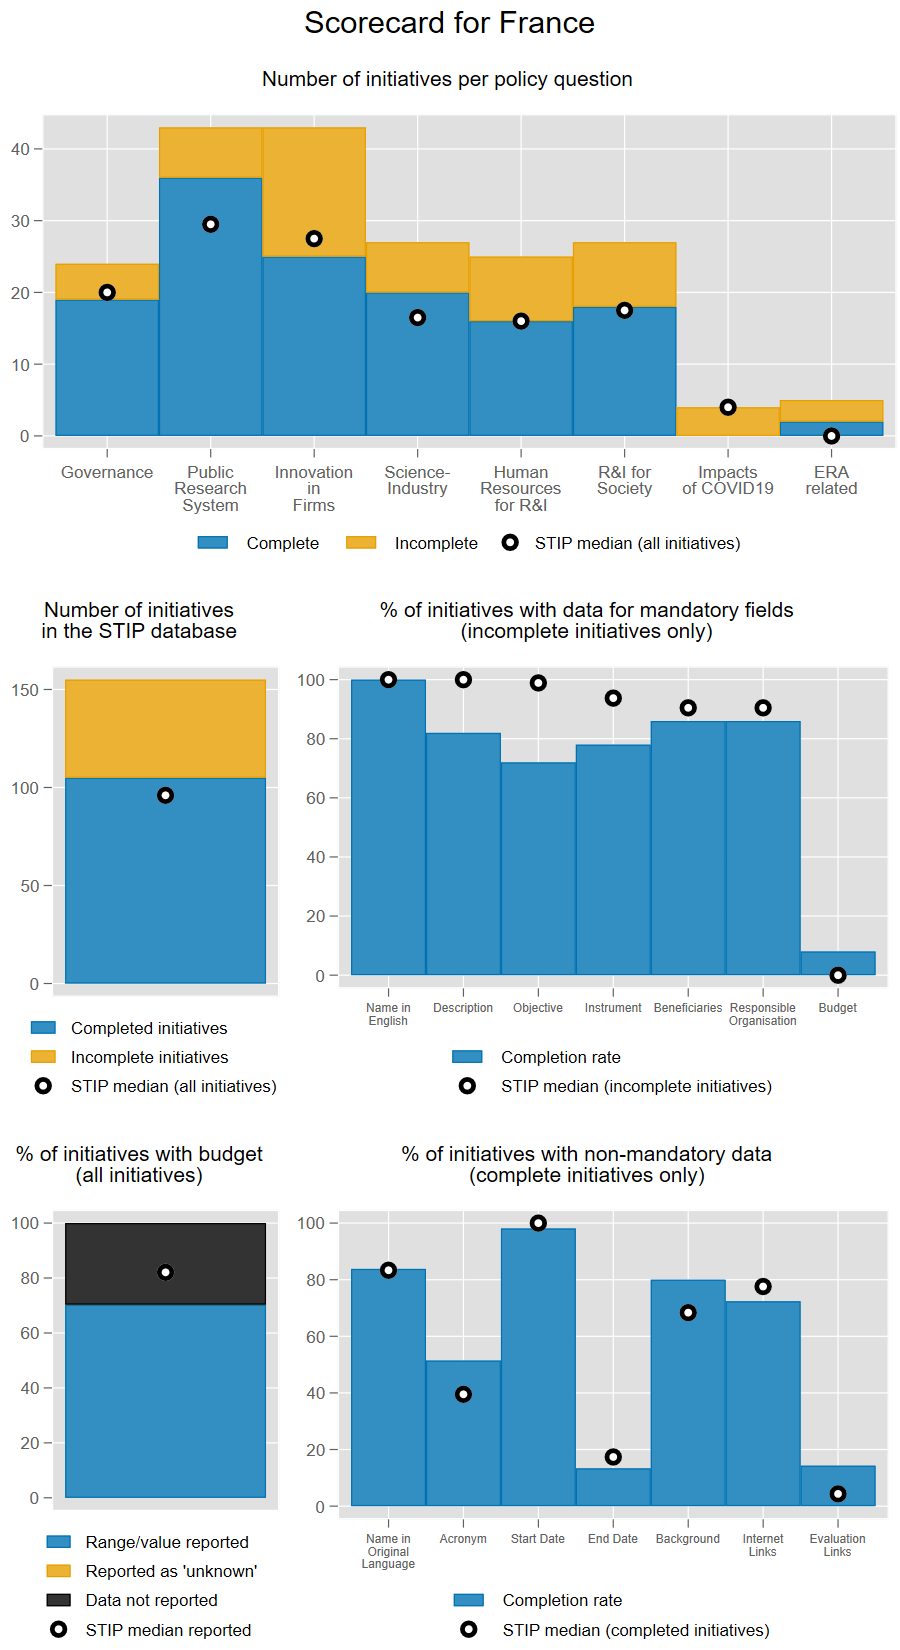 Scorecard for France
Number of initiatives per policy question
40
30
20
10
0
Governance
Public
Research
System
Innovation
in
Firms
Science-
Industry
Human
Resources
for R&I
R&I for
Society
Impacts
of COVID19
ERA
related
Complete
Incomplete
STIP median (all initiatives)
Number of initiatives
in the STIP database
150
100
50
0
Completed initiatives
Incomplete initiatives
STIP median (all initiatives)
% of initiatives with data for mandatory fields
(incomplete initiatives only)
100
80
60
40
20
0
Name in
English
Description
Objective
Instrument
Beneficiaries
Responsible
Organisation
Budget
Completion rate
STIP median (incomplete initiatives)
% of initiatives with budget
(all initiatives)
100
80
60
40
20
0
Range/value reported
Reported as 'unknown'
Data not reported
STIP median reported
% of initiatives with non-mandatory data
(complete initiatives only)
100
80
60
40
20
0
Name in
Original
Language
Acronym
Start Date
End Date
Background
Internet
Links
Evaluation
Links
Completion rate
STIP median (completed initiatives)